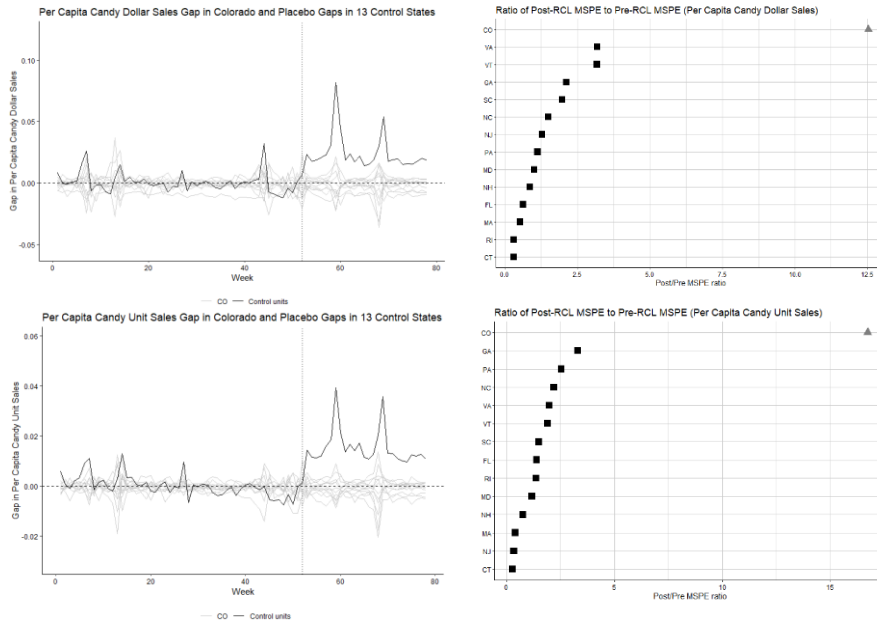 Per Capita Candy Dollar Sales Gap in Colorado and Placebo Gaps in 13 Control States
Gap in Per Capita Candy Dollar Sales
0.10
0.05
0.00
-0.05
0
20
40
60
80
Week
CO
Control units
Ratio of Post-RCL MSPE to Pre-RCL MSPE (Per Capita Candy Dollar Sales)
CO
VA
VT
GA
SC
NC
NJ
PA
MD
NH
FL
MA
RI
CT
0.0
2.5
5.0
7.5
10.0
12.5
Post/Pre MSPE ratio
Per Capita Candy Unit Sales Gap in Colorado and Placebo Gaps in 13 Control States
Gap in Per Capita Candy Unit Sales
0.06
0.04
0.02
0.00
-0.02
0
20
40
60
80
Week
CO
Control units
Ratio of Post-RCL MSPE to Pre-RCL MSPE (Per Capita Candy Unit Sales)
CO
GA
PA
NC
VA
VT
SC
FL
RI
MD
NH
MA
NJ
CT
0
5
10
15
Post/Pre MSPE ratio